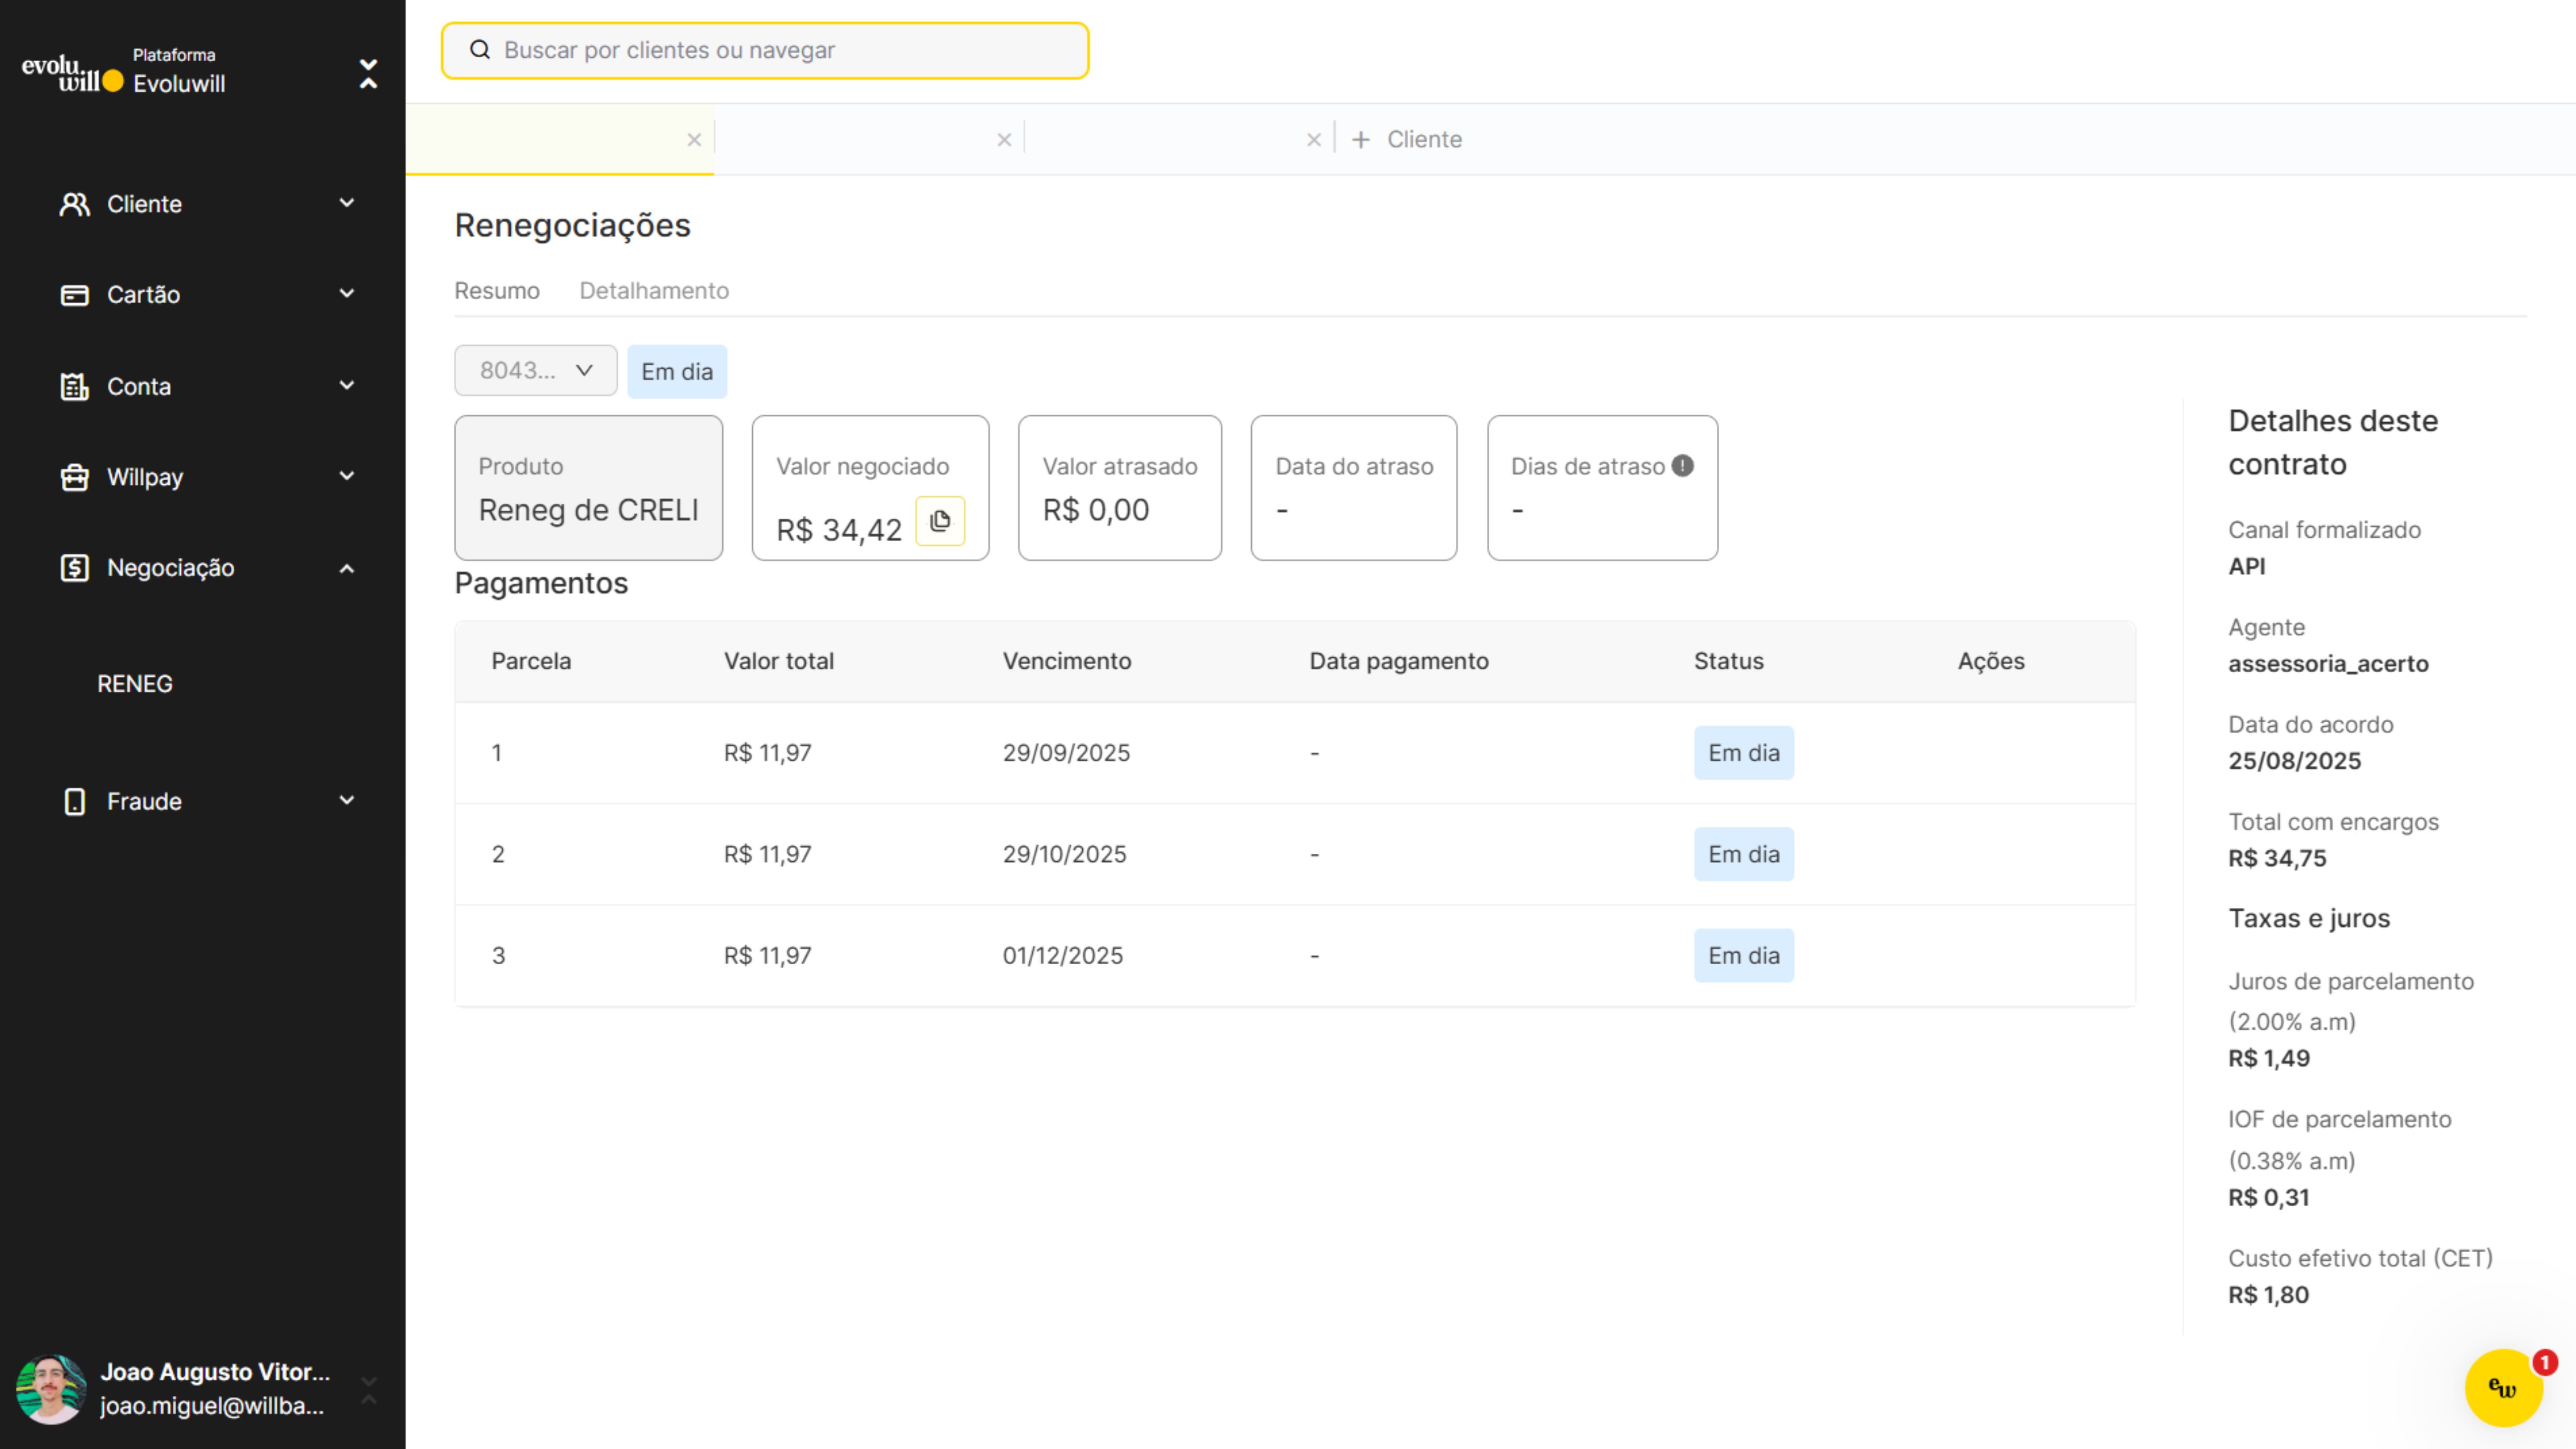 evolu
will
Plataforma
Evoluwill
Cliente
Cartão
Conta
Willpay
Negociação
RENEG
Fraude
Joao Augusto Vitor...
joao.miguel@willba...
Buscar por clientes ou navegar
+ Cliente
Renegociações
Resumo Detalhamento
8043... Em dia
Produto
Reneg de CRELI
Valor negociado
R$ 34,42
Valor atrasado
R$ 0,00
Data do atraso
-
Dias de atraso
-
Pagamentos
Parcela Valor total Vencimento Data pagamento Status Ações
1 R$ 11,97 29/09/2025 - Em dia
2 R$ 11,97 29/10/2025 - Em dia
3 R$ 11,97 01/12/2025 - Em dia
Detalhes deste
contrato
Canal formalizado
API
Agente
assessoria_acerto
Data do acordo
25/08/2025
Total com encargos
R$ 34,75
Taxas e juros
Juros de parcelamento
(2.00% a.m)
R$ 1,49
IOF de parcelamento
(0.38% a.m)
R$ 0,31
Custo efetivo total (CET)
R$ 1,80
1
ew